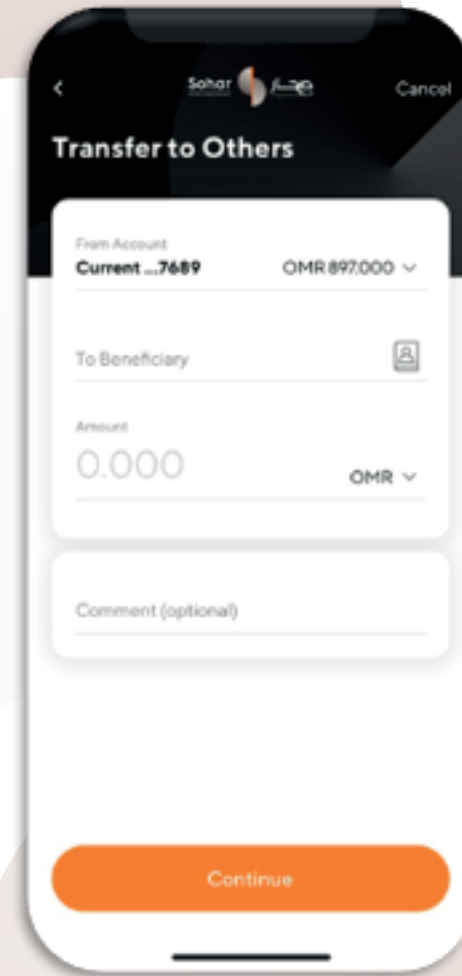 Sohar صحار Cancel
Transfer to Others
From Account
Current ...7689 OMR 897.000
To Beneficiary
Amount
0.000 OMR
Comment (optional)
Continue